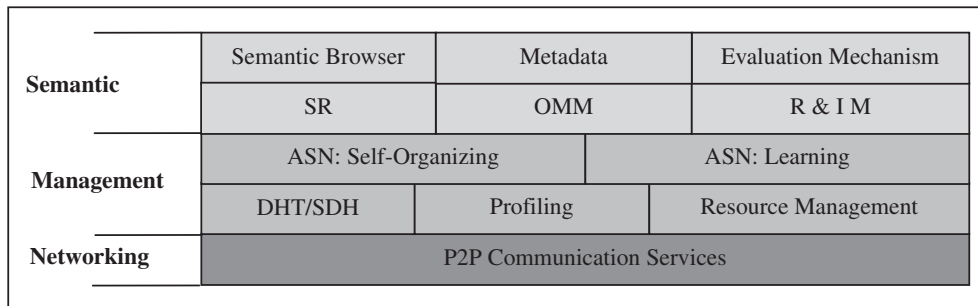 Semantic
Semantic Browser
Metadata
Evaluation Mechanism
SR
OMM
R & I M
Management
ASN: Self-Organizing
ASN: Learning
DHT/SDH
Profiling
Resource Management
Networking
P2P Communication Services